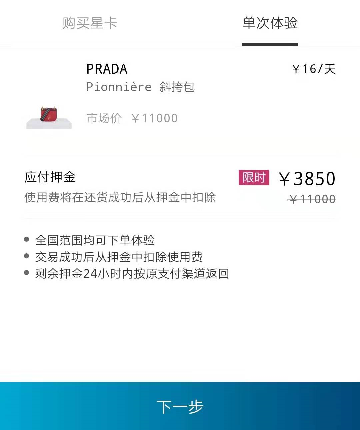 购买星卡 单次体验
PRADA ￥16/天
Pionnière 斜挎包
市场价 ￥11000
应付押金 限时 ￥3850
使用费将在还货成功后从押金中扣除 ￥11000
全国范围均可下单体验
交易成功后从押金中扣除使用费
剩余押金24小时内按原支付渠道返回
下一步